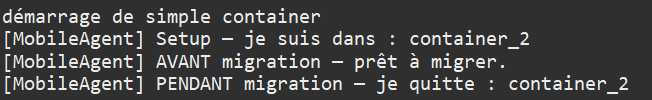 démarrage de simple container
[MobileAgent] Setup — je suis dans : container_2
[MobileAgent] AVANT migration — prêt à migrer.
[MobileAgent] PENDANT migration — je quitte : container_2